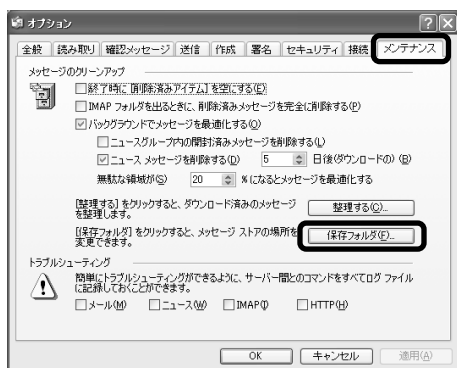 オプション
全般 読み取り 確認メッセージ 送信 作成 署名 セキュリティ 接続 メンテナンス
メッセージのクリーンアップ
終了時に [削除済みアイテム] を空にする(E)
IMAP フォルダを出るときに、削除済みメッセージを完全に削除する(P)
バックグラウンドでメッセージを最適化する(O)
ニュースグループ内の開封済みメッセージを削除する(L)
ニュース メッセージを削除する(D) 5 日後(ダウンロードの) (B)
無駄な領域が(S) 20 % になるとメッセージを最適化する
[整理する] をクリックすると、ダウンロード済みのメッセージ
を整理します。
整理する(C)...
[保存フォルダ] をクリックすると、メッセージ ストアの場所を
変更できます。
保存フォルダ(F)...
トラブルシューティング
簡単にトラブルシューティングができるように、サーバー間とのコマンドをすべてログ ファイル
に記録しておくことができます。
メール(M) ニュース(W) IMAP(I) HTTP(H)
OK キャンセル 適用(A)